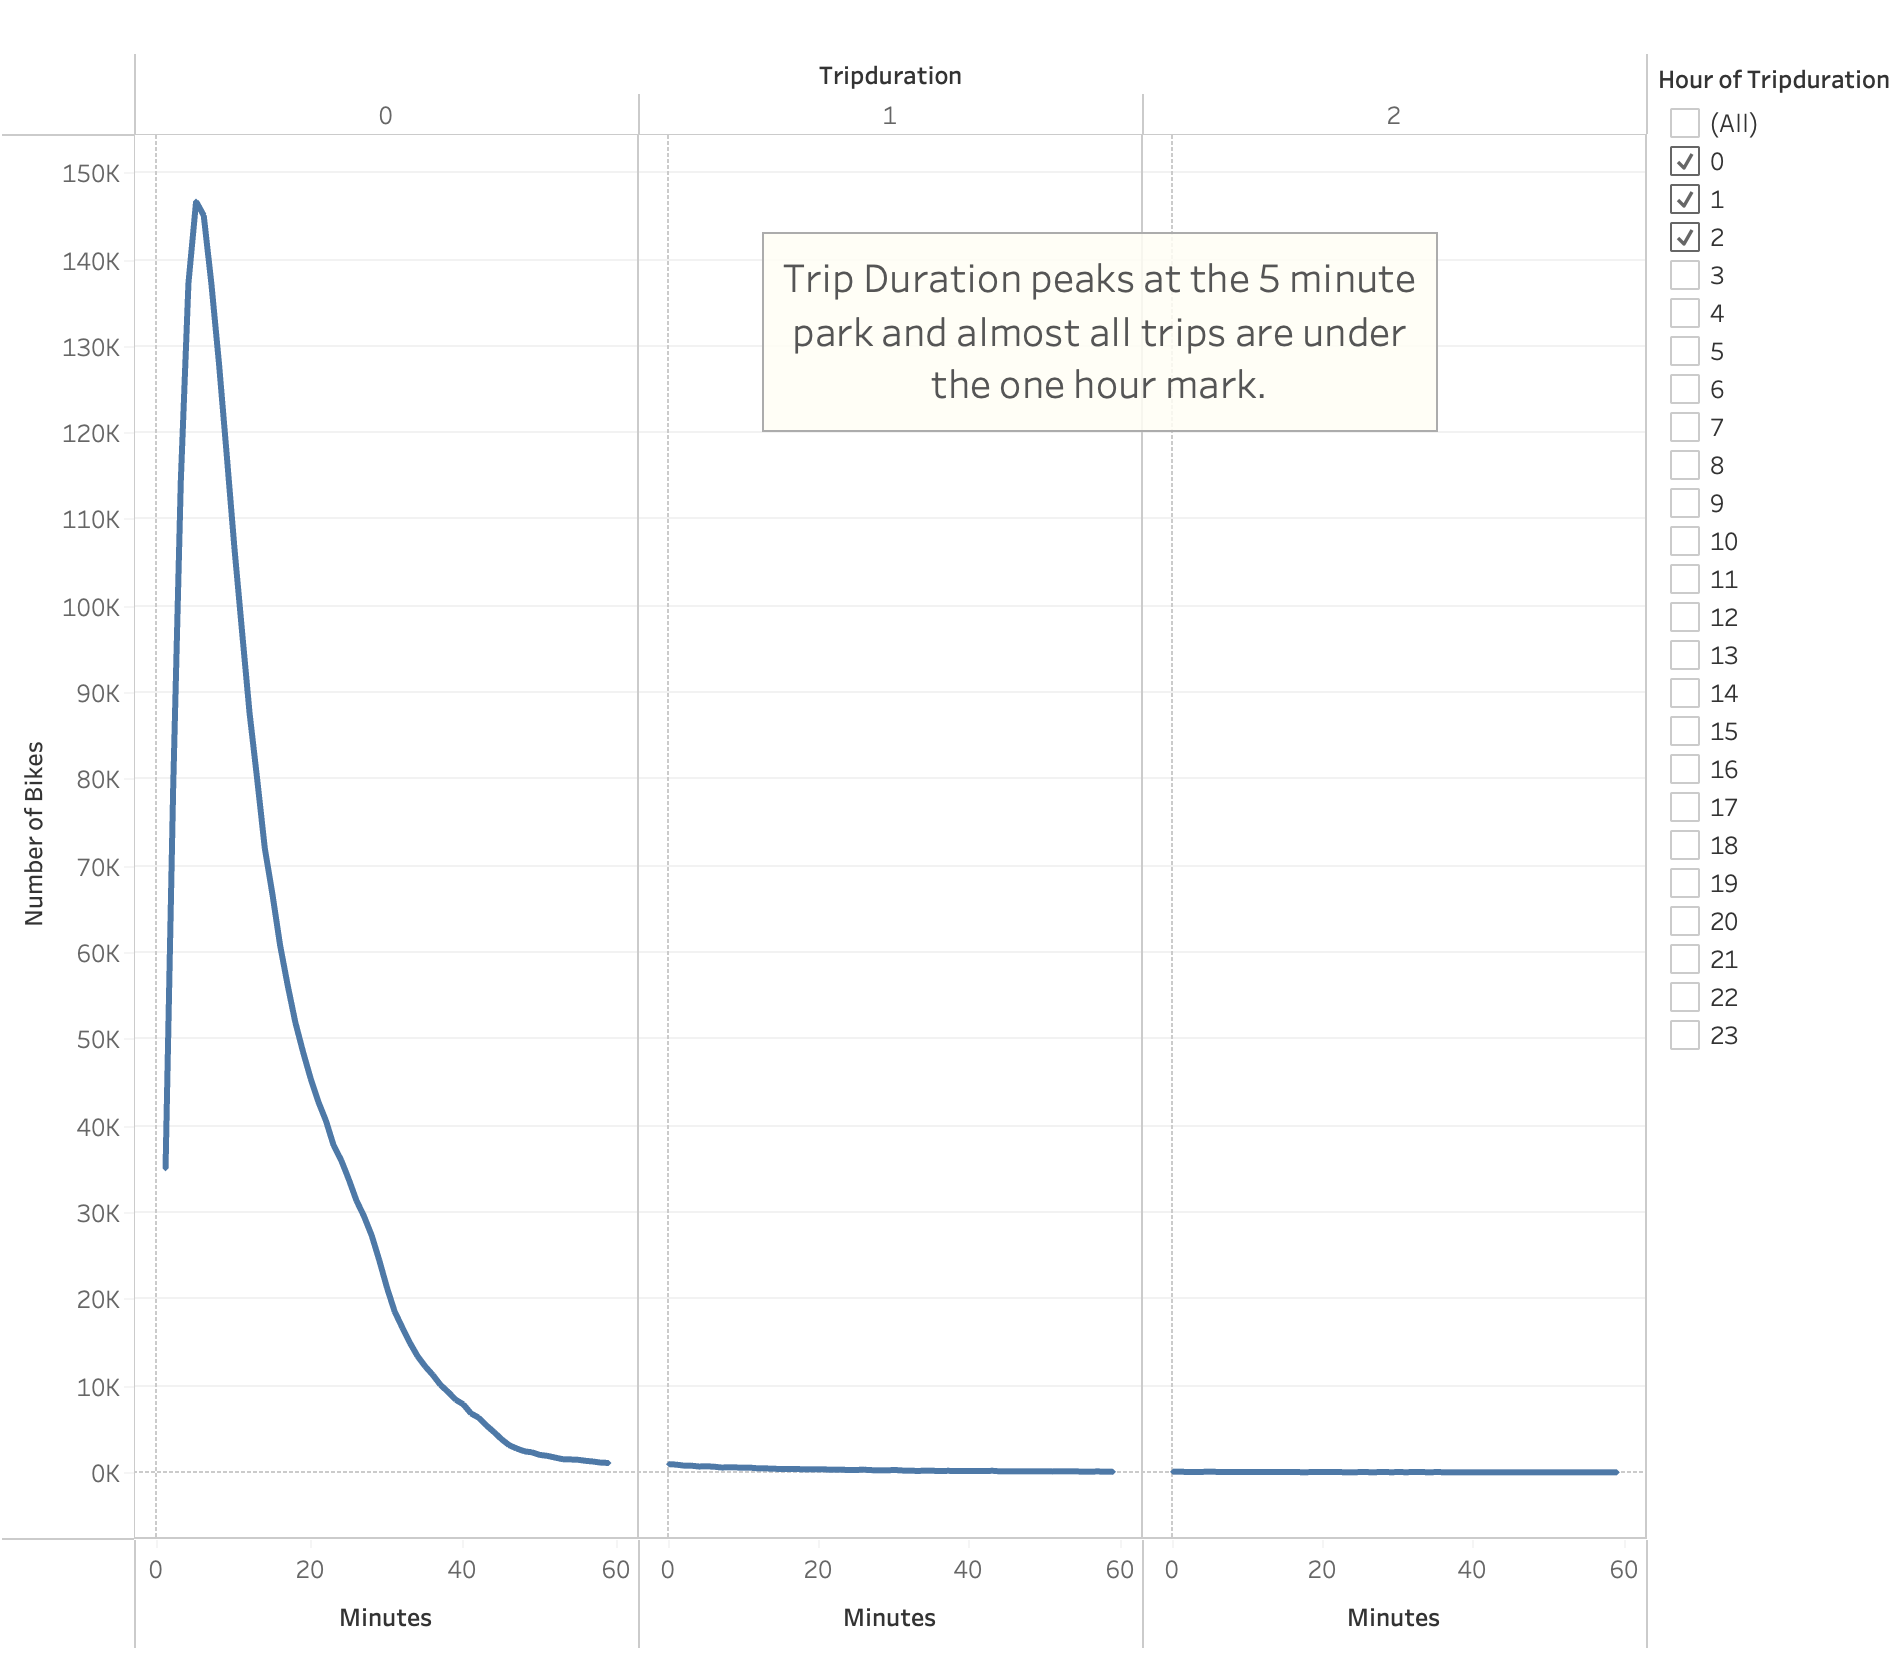 Tripduration
0
1
2
Hour of Tripduration
(All)
0
1
2
3
4
5
6
7
8
9
10
11
12
13
14
15
16
17
18
19
20
21
22
23
Trip Duration peaks at the 5 minute
park and almost all trips are under
the one hour mark.
Number of Bikes
150K
140K
130K
120K
110K
100K
90K
80K
70K
60K
50K
40K
30K
20K
10K
0K
0 20 40 60 0 20 40 60 0 20 40 60
Minutes Minutes Minutes